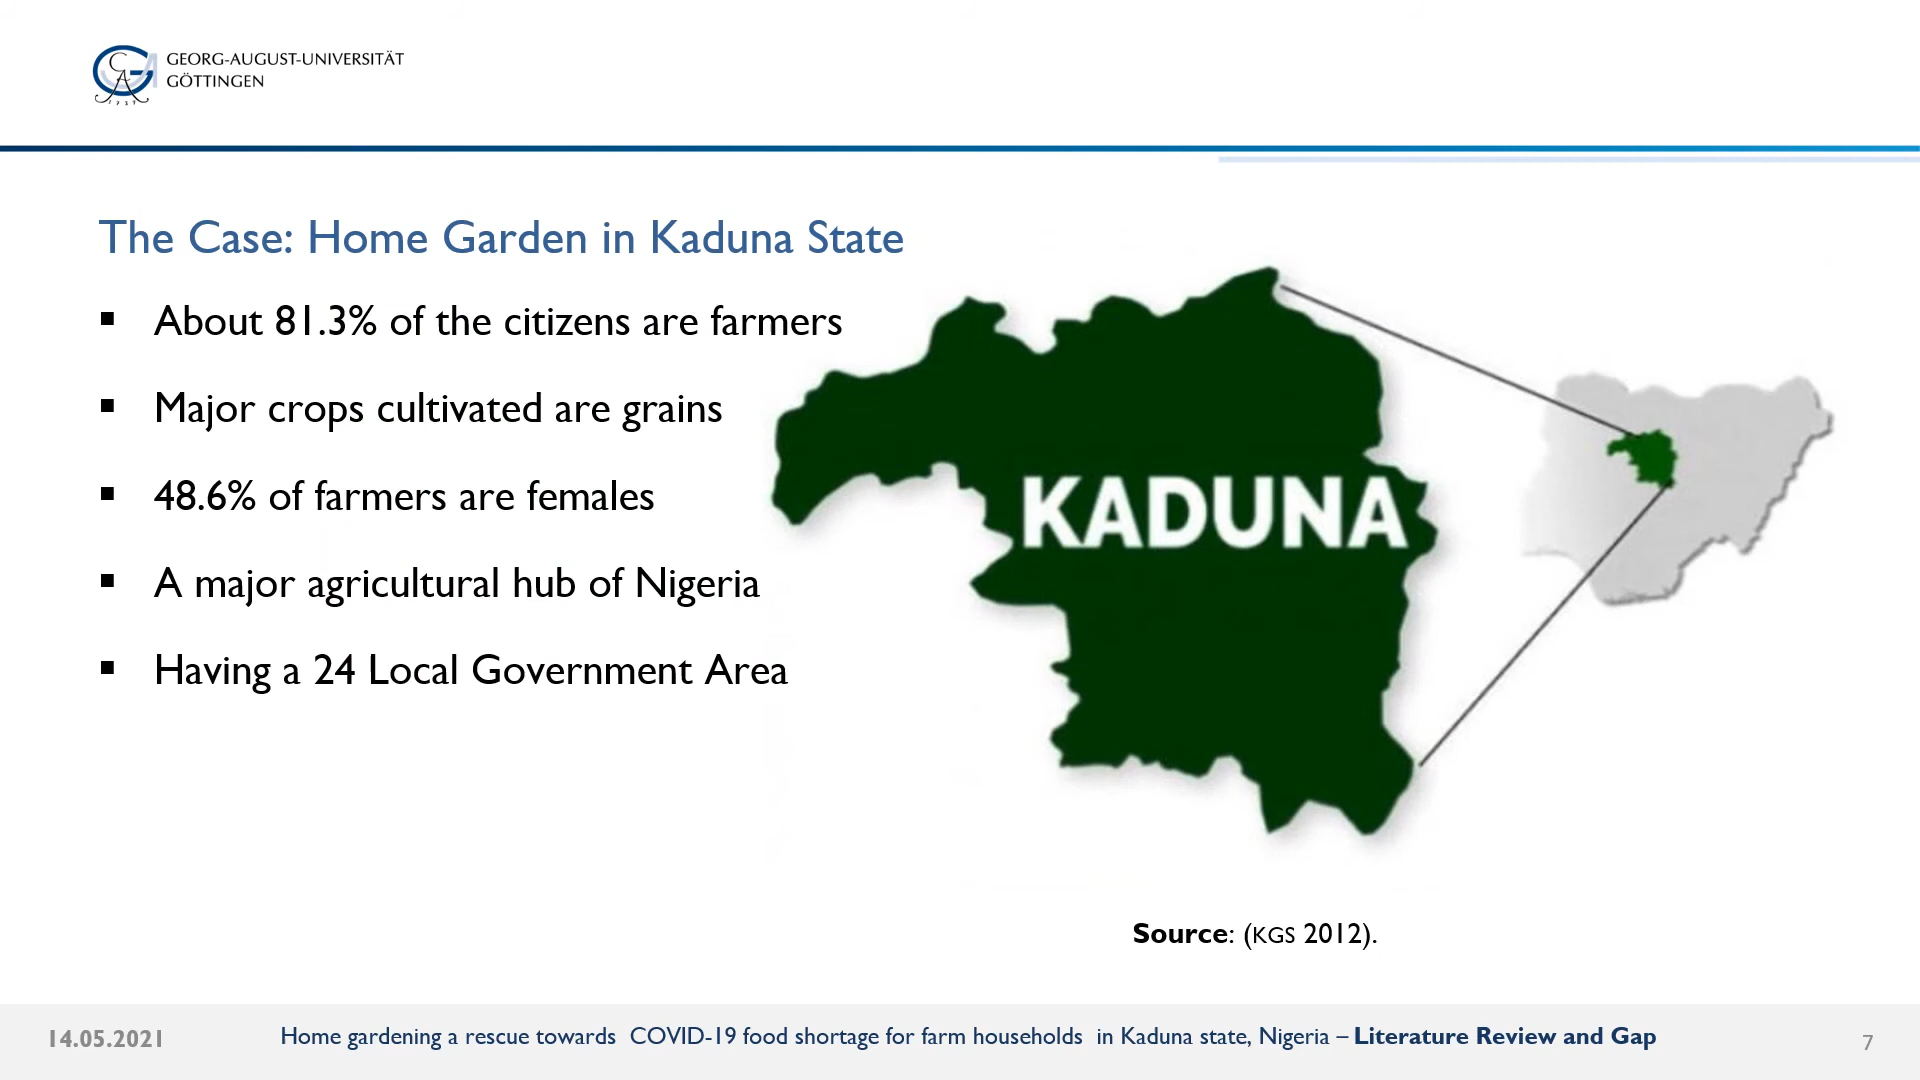 GEORG-AUGUST-UNIVERSITÄT
GÖTTINGEN
The Case: Home Garden in Kaduna State
▪ About 81.3% of the citizens are farmers
▪ Major crops cultivated are grains
▪ 48.6% of farmers are females
▪ A major agricultural hub of Nigeria
▪ Having a 24 Local Government Area
KADUNA
Source: (KGS 2012).
14.05.2021
Home gardening a rescue towards  COVID-19 food shortage for farm households  in Kaduna state, Nigeria – Literature Review and Gap
7